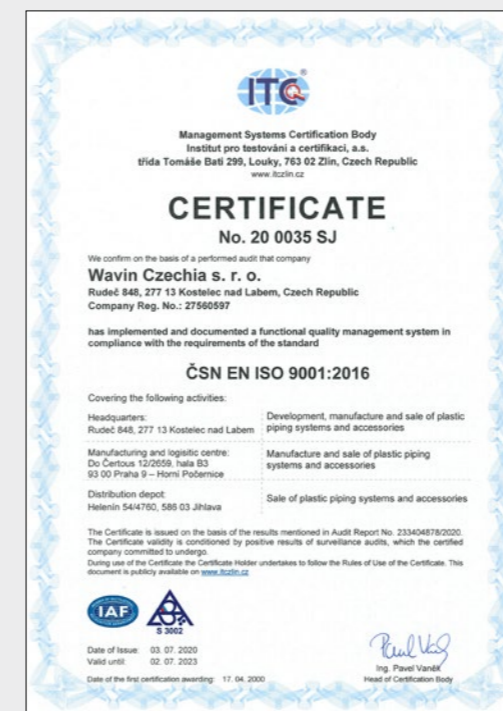 ITC®
Management Systems Certification Body
Institut pro testování a certifikaci, a.s.
třída Tomáše Bati 299, Louky, 763 02 Zlín, Czech Republic
www.itczlin.cz
CERTIFICATE
No. 20 0035 SJ
We confirm on the basis of a performed audit that company
Wavin Czechia s. r. o.
Rudeč 848, 277 13 Kostelec nad Labem, Czech Republic
Company Reg. No.: 27560597
has implemented and documented a functional quality management system in
compliance with the requirements of the standard
ČSN EN ISO 9001:2016
Covering the following activities:
Headquarters:
Rudeč 848, 277 13 Kostelec nad Labem
Development, manufacture and sale of plastic
piping systems and accessories
Manufacturing and logisitic centre:
Do Čertous 12/2659, hala B3
93 00 Praha 9 – Horní Počernice
Manufacture and sale of plastic piping
systems and accessories
Distribution depot:
Helenín 54/4760, 586 03 Jihlava
Sale of plastic piping systems and accessories
The Certificate is issued on the basis of the results mentioned in Audit Report No. 233404878/2020.
The Certificate validity is conditioned by positive results of surveillance audits, which the certified
company committed to undergo.
During use of the Certificate the Certificate Holder undertakes to follow the Rules of Use of the Certificate. This
document is publicly available on www.itczlin.cz
IAF
S 3002
Date of Issue: 03. 07. 2020
Valid until: 02. 07. 2023
Date of the first certification awarding: 17. 04. 2000
Ing. Pavel Vaněk
Head of Certification Body